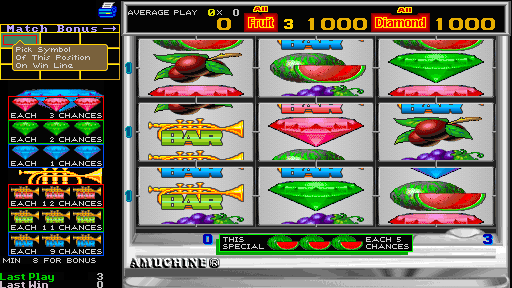 AVERAGE PLAY 0× 0
0 All Fruit 3 1000 All Diamond 1000
Match Bonus →
Pick Symbol
Of This Position
On Win Line
EACH 3 CHANCES
EACH 2 CHANCES
EACH 1 CHANCES
EACH 12 CHANCES
EACH 11 CHANCES
EACH 9 CHANCES
MIN 8 FOR BONUS
Last Play 3
Last Win 0
BAR
BAR
BAR
BAR
BAR
BAR
0 THIS SPECIAL EACH 5 CHANCES 3
AMUCHINE®